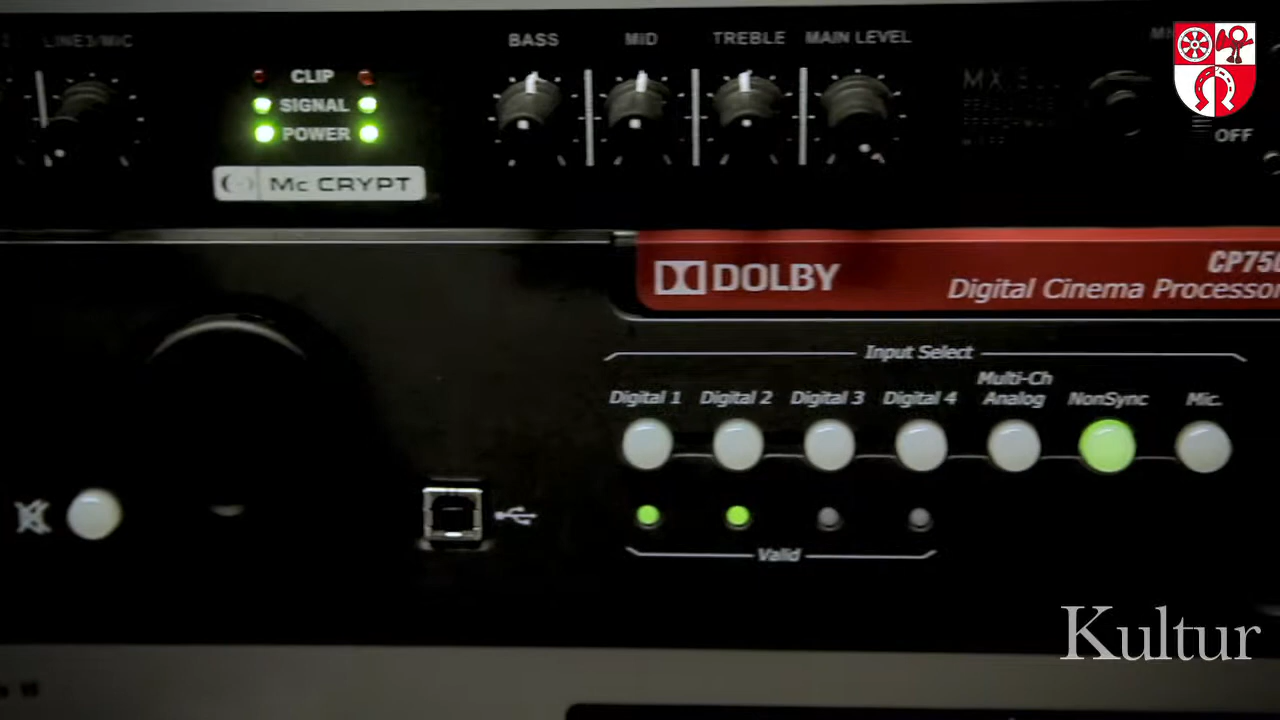 LINE3/MIC
BASS MID TREBLE MAIN LEVEL
CLIP
SIGNAL
POWER
Mc CRYPT
OFF
DOLBY
CP750
Digital Cinema Processor
Input Select
Digital 1 Digital 2 Digital 3 Digital 4 Multi-Ch Analog NonSync Mic.
Valid
Kultur